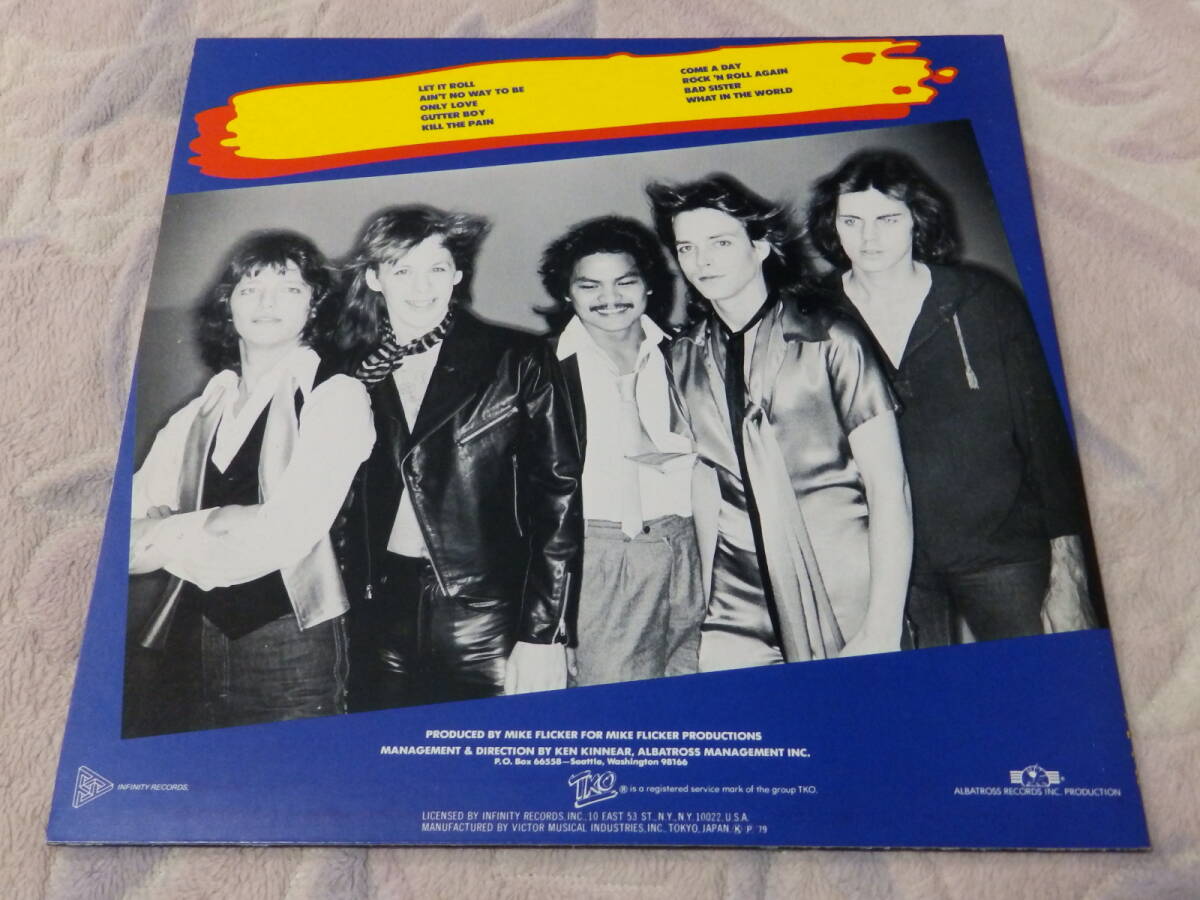 LET IT ROLL
AIN'T NO WAY TO BE
ONLY LOVE
GUTTER BOY
KILL THE PAIN
COME A DAY
ROCK 'N ROLL AGAIN
BAD SISTER
WHAT IN THE WORLD
PRODUCED BY MIKE FLICKER FOR MIKE FLICKER PRODUCTIONS
MANAGEMENT & DIRECTION BY KEN KINNEAR, ALBATROSS MANAGEMENT INC.
P.O. Box 66558—Seattle, Washington 98166
INFINITY RECORDS.
TKO ® is a registered service mark of the group TKO.
ALBATROSS RECORDS INC. PRODUCTION
LICENSED BY INFINITY RECORDS, INC., 10 EAST 53 ST., N.Y., N.Y. 10022, U.S.A.
MANUFACTURED BY VICTOR MUSICAL INDUSTRIES, INC. TOKYO, JAPAN. Ⓚ P '79